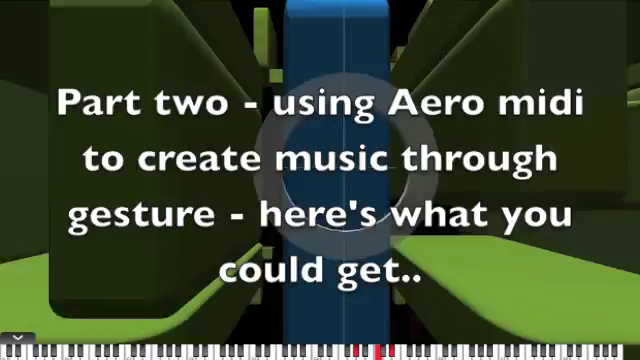 Part two - using Aero midi
to create music through
gesture - here's what you
could get..